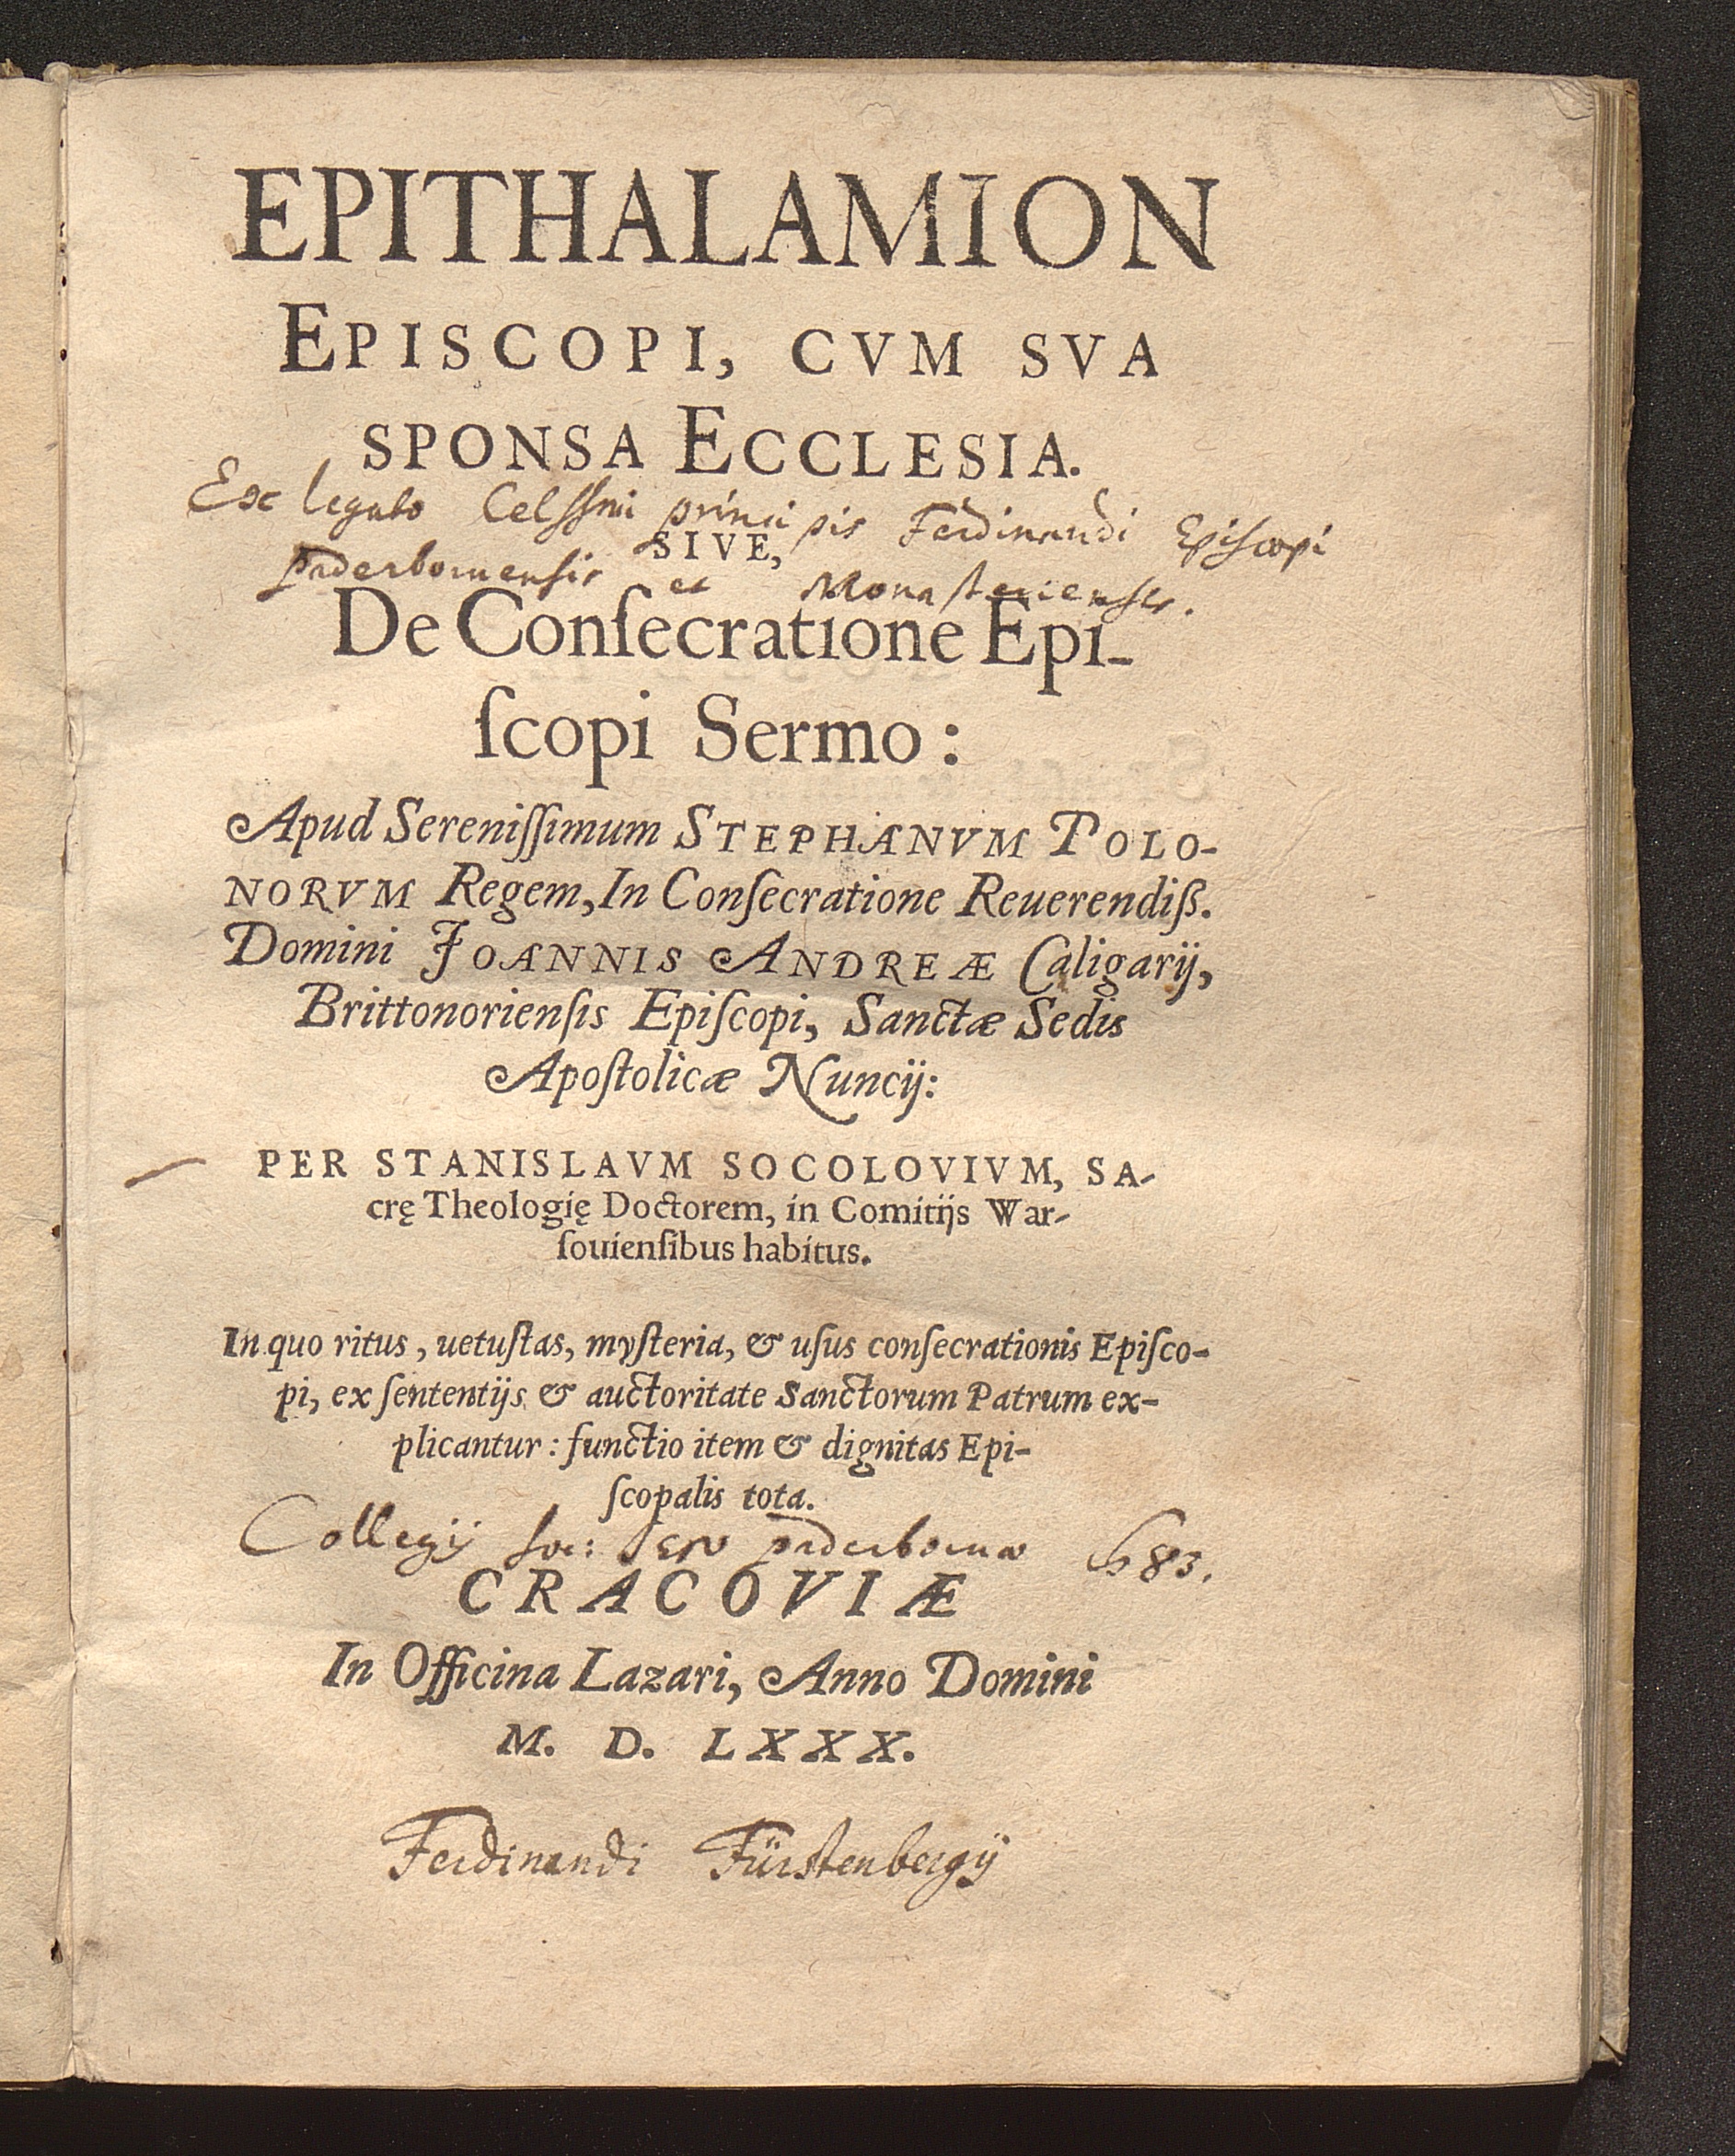 EPITHALAMION
EPISCOPI, CVM SVA
SPONSA ECCLESIA.
Ex legato Celssmi principis Ferdinandi Episcopi
SIVE,
Paderbornensis et Monasteriensis.
De Conſecratione Epi-
ſcopi Sermo:
Apud Sereniſſimum STEPHANVM POLO-
NORVM Regem, In Conſecratione Reuerendiß.
Domini IOANNIS ANDREÆ Caligarij,
Brittonorienſis Epiſcopi, Sanctæ Sedis
Apoſtolicæ Nuncij:
PER STANISLAVM SOCOLOVIVM, SA-
crę Theologię Doctorem, in Comitijs War-
ſouienſibus habitus.
In quo ritus, uetuſtas, myſteria, & uſus conſecrationis Epiſco-
pi, ex ſententijs & auctoritate Sanctorum Patrum ex-
plicantur: functio item & dignitas Epi-
ſcopalis tota.
Collegij Soc: Paderbornæ
CRACOVIÆ
In Officina Lazari, Anno Domini
M. D. LXXX.
Ferdinandi Fürstenbergij